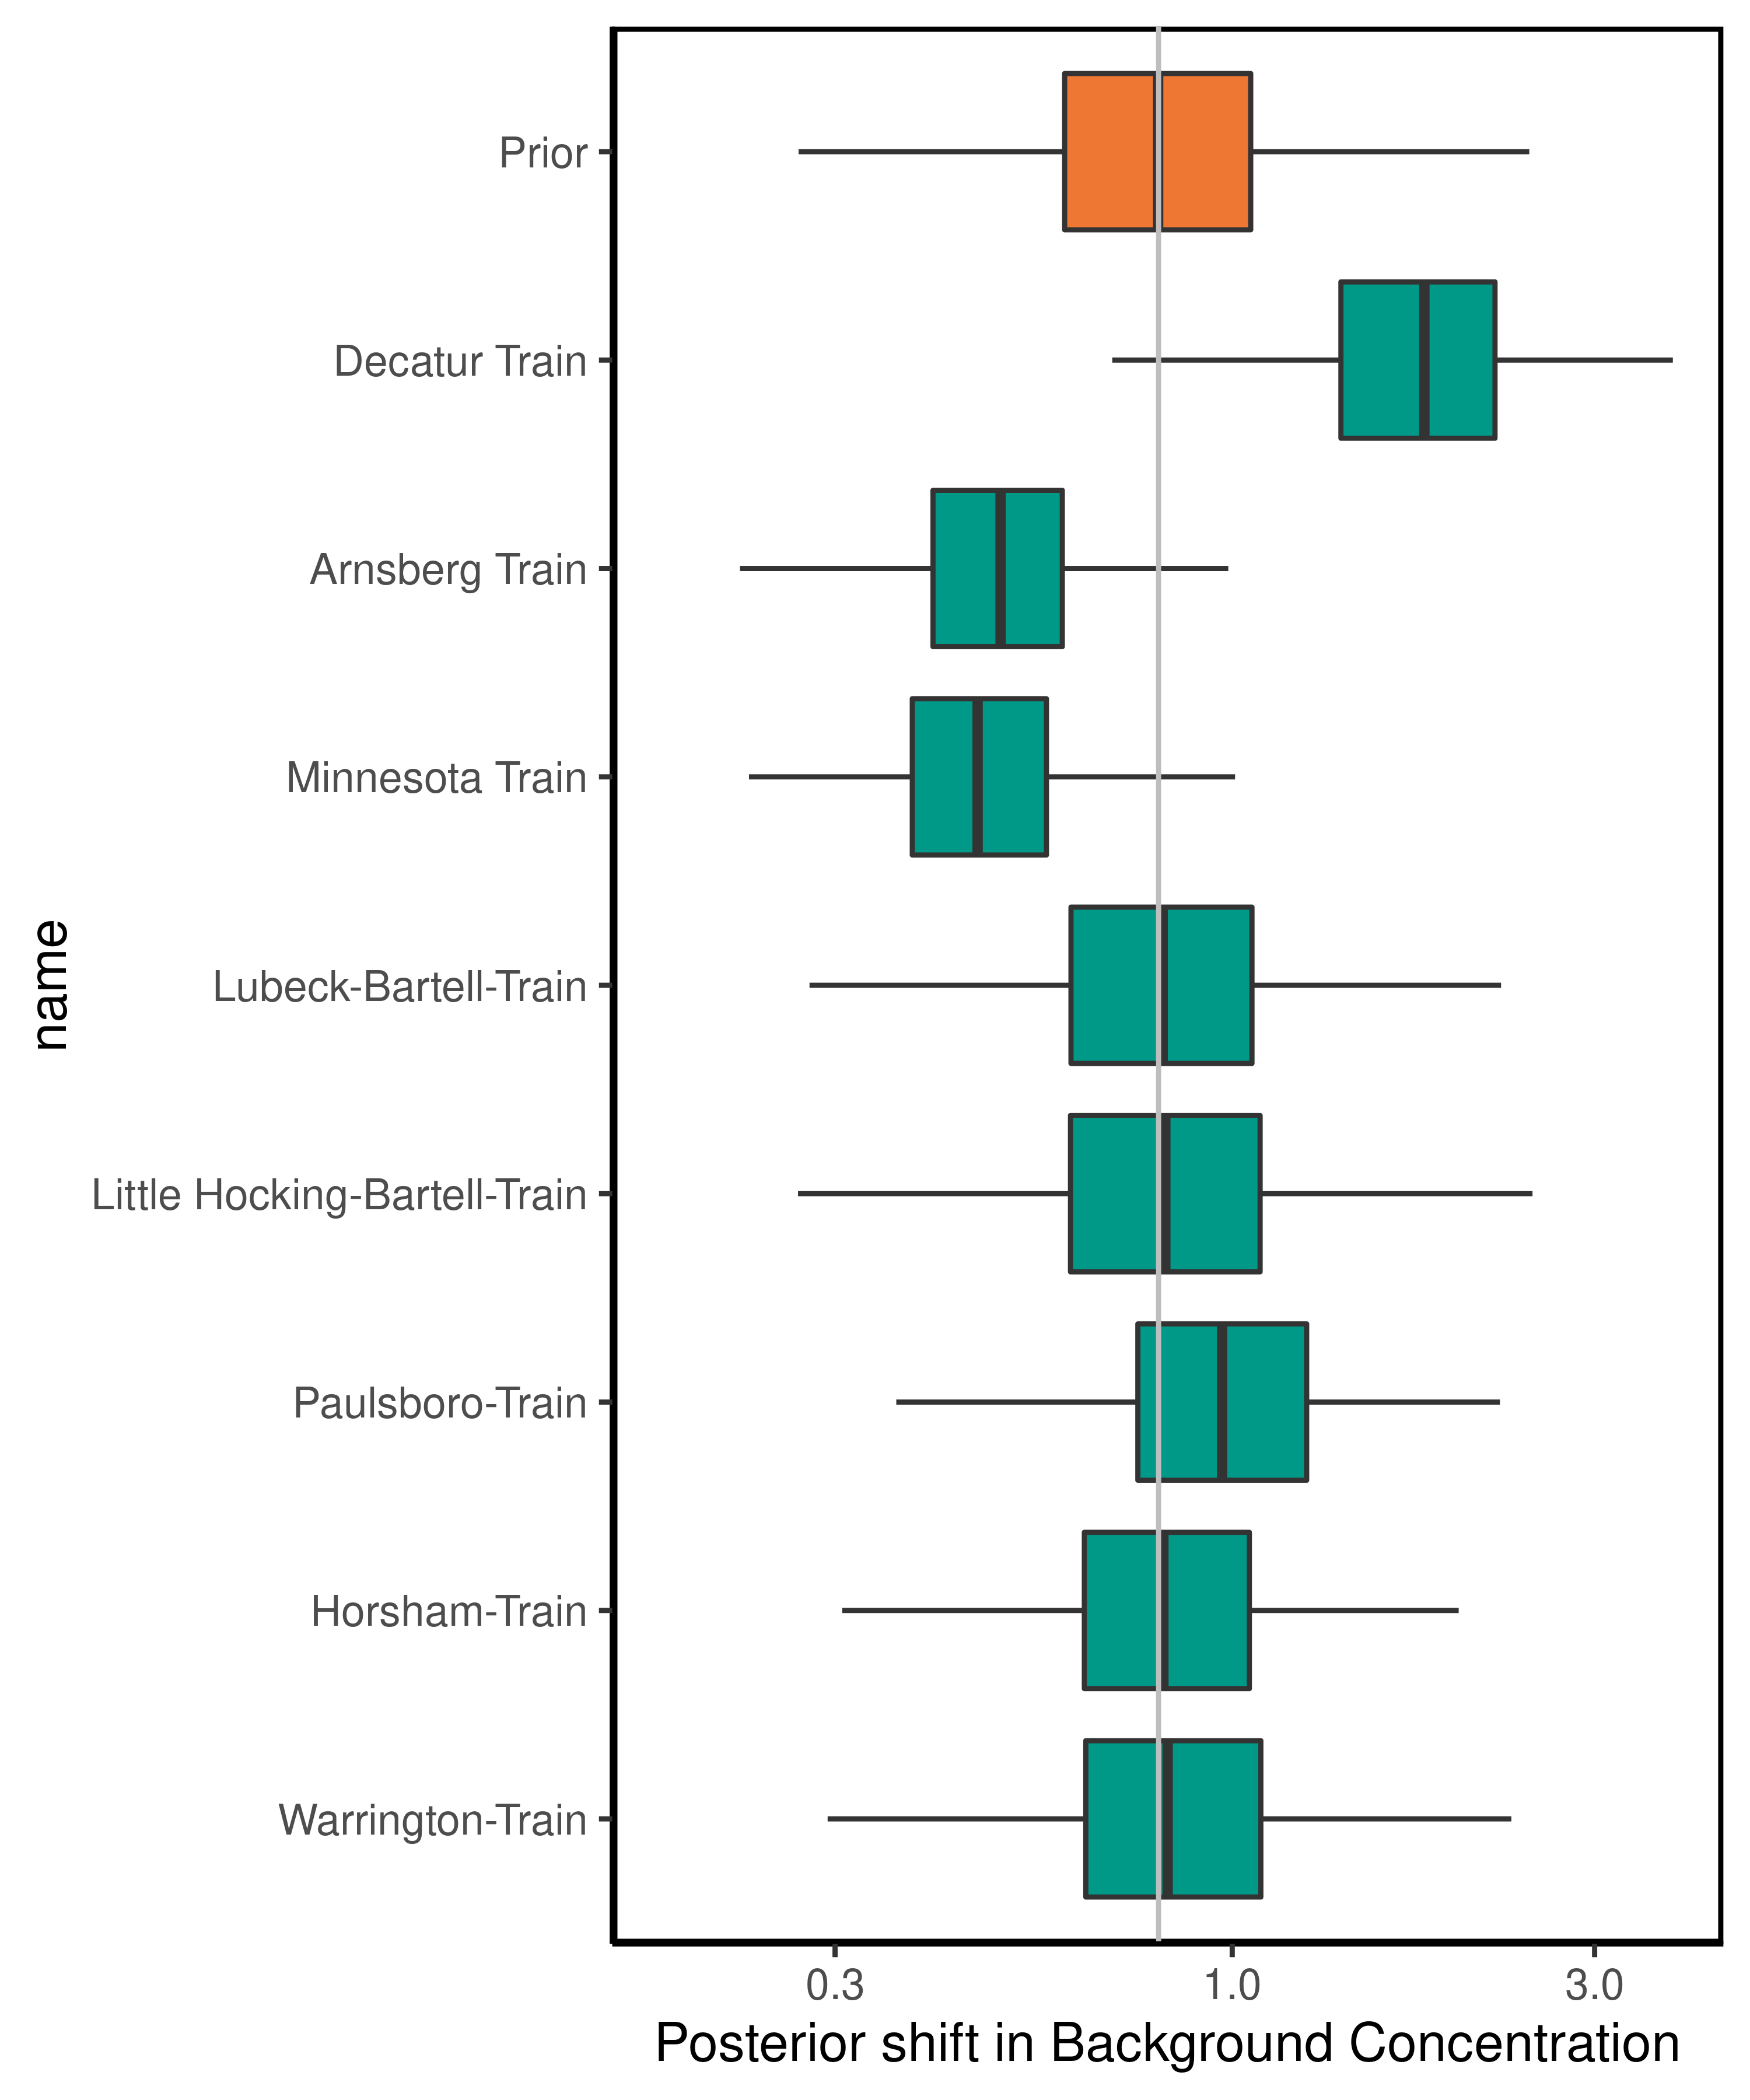 Prior
Decatur Train
Arnsberg Train
Minnesota Train
Lubeck-Bartell-Train
Little Hocking-Bartell-Train
Paulsboro-Train
Horsham-Train
Warrington-Train
name
0.3 1.0 3.0
Posterior shift in Background Concentration